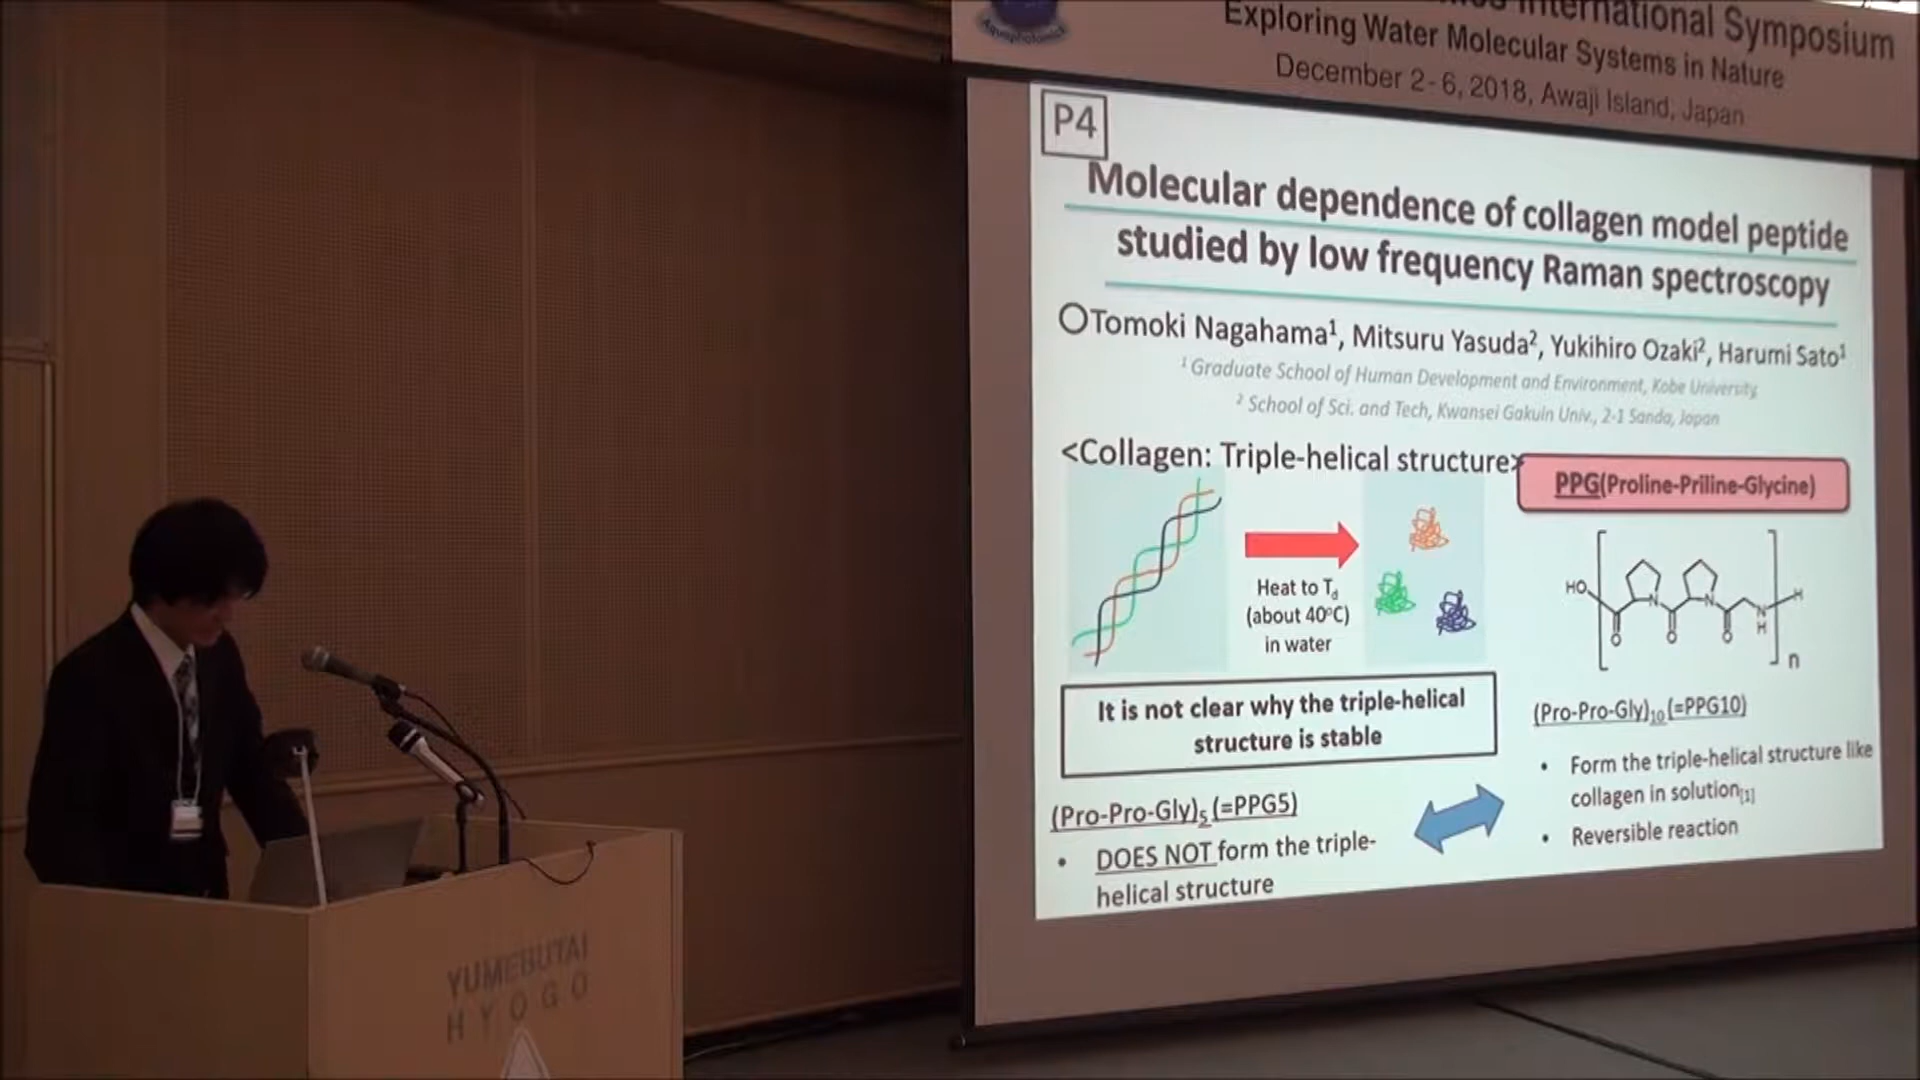 International Symposium
Exploring Water Molecular Systems in Nature
December 2 - 6, 2018, Awaji Island, Japan
Aquaphotomics
P4
Molecular dependence of collagen model peptide
studied by low frequency Raman spectroscopy
○Tomoki Nagahama¹, Mitsuru Yasuda², Yukihiro Ozaki², Harumi Sato¹
¹ Graduate School of Human Development and Environment, Kobe University
² School of Sci. and Tech, Kwansei Gakuin Univ., 2-1 Sanda, Japan
<Collagen: Triple-helical structure>
Heat to Td
(about 40°C)
in water
PPG(Proline-Priline-Glycine)
HO
N
N
N
H
H
O
O
O
n
It is not clear why the triple-helical
structure is stable
(Pro-Pro-Gly)₅ (=PPG5)
• DOES NOT form the triple-
helical structure
(Pro-Pro-Gly)₁₀ (=PPG10)
• Form the triple-helical structure like
collagen in solution[1]
• Reversible reaction
YUMEBUTAI
HYOGO